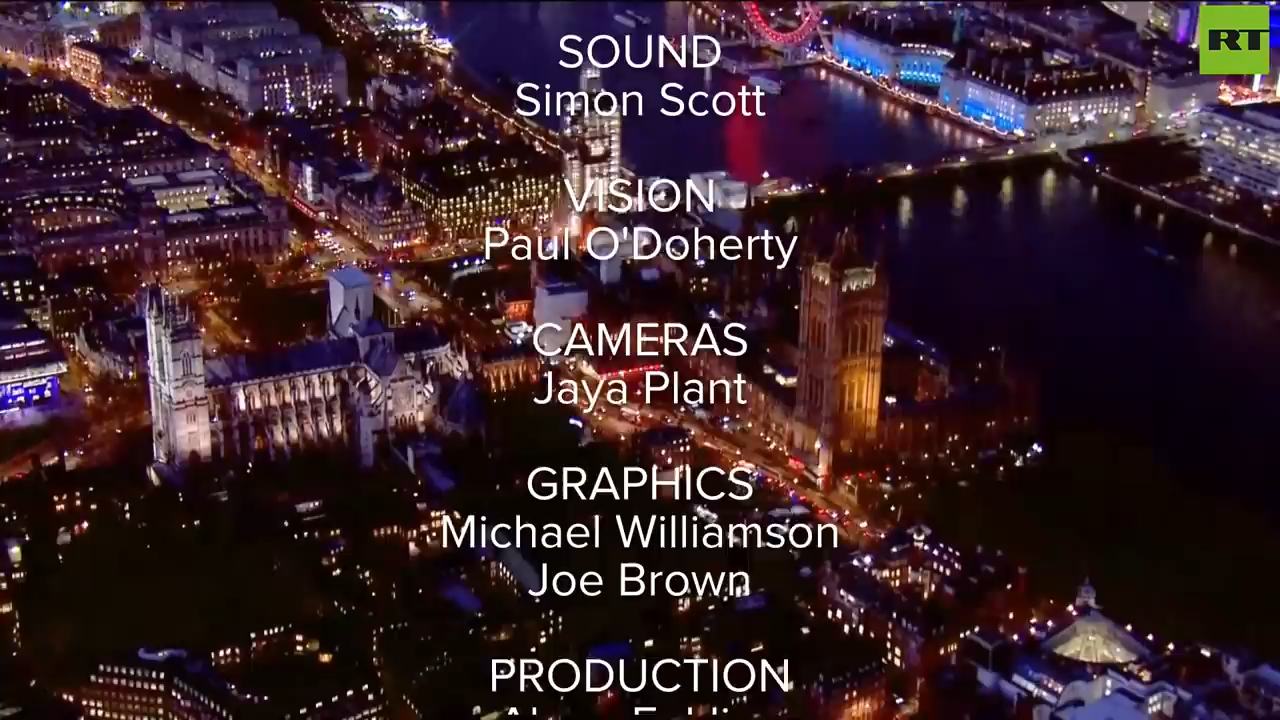 RT
SOUND
Simon Scott
VISION
Paul O'Doherty
CAMERAS
Jaya Plant
GRAPHICS
Michael Williamson
Joe Brown
PRODUCTION